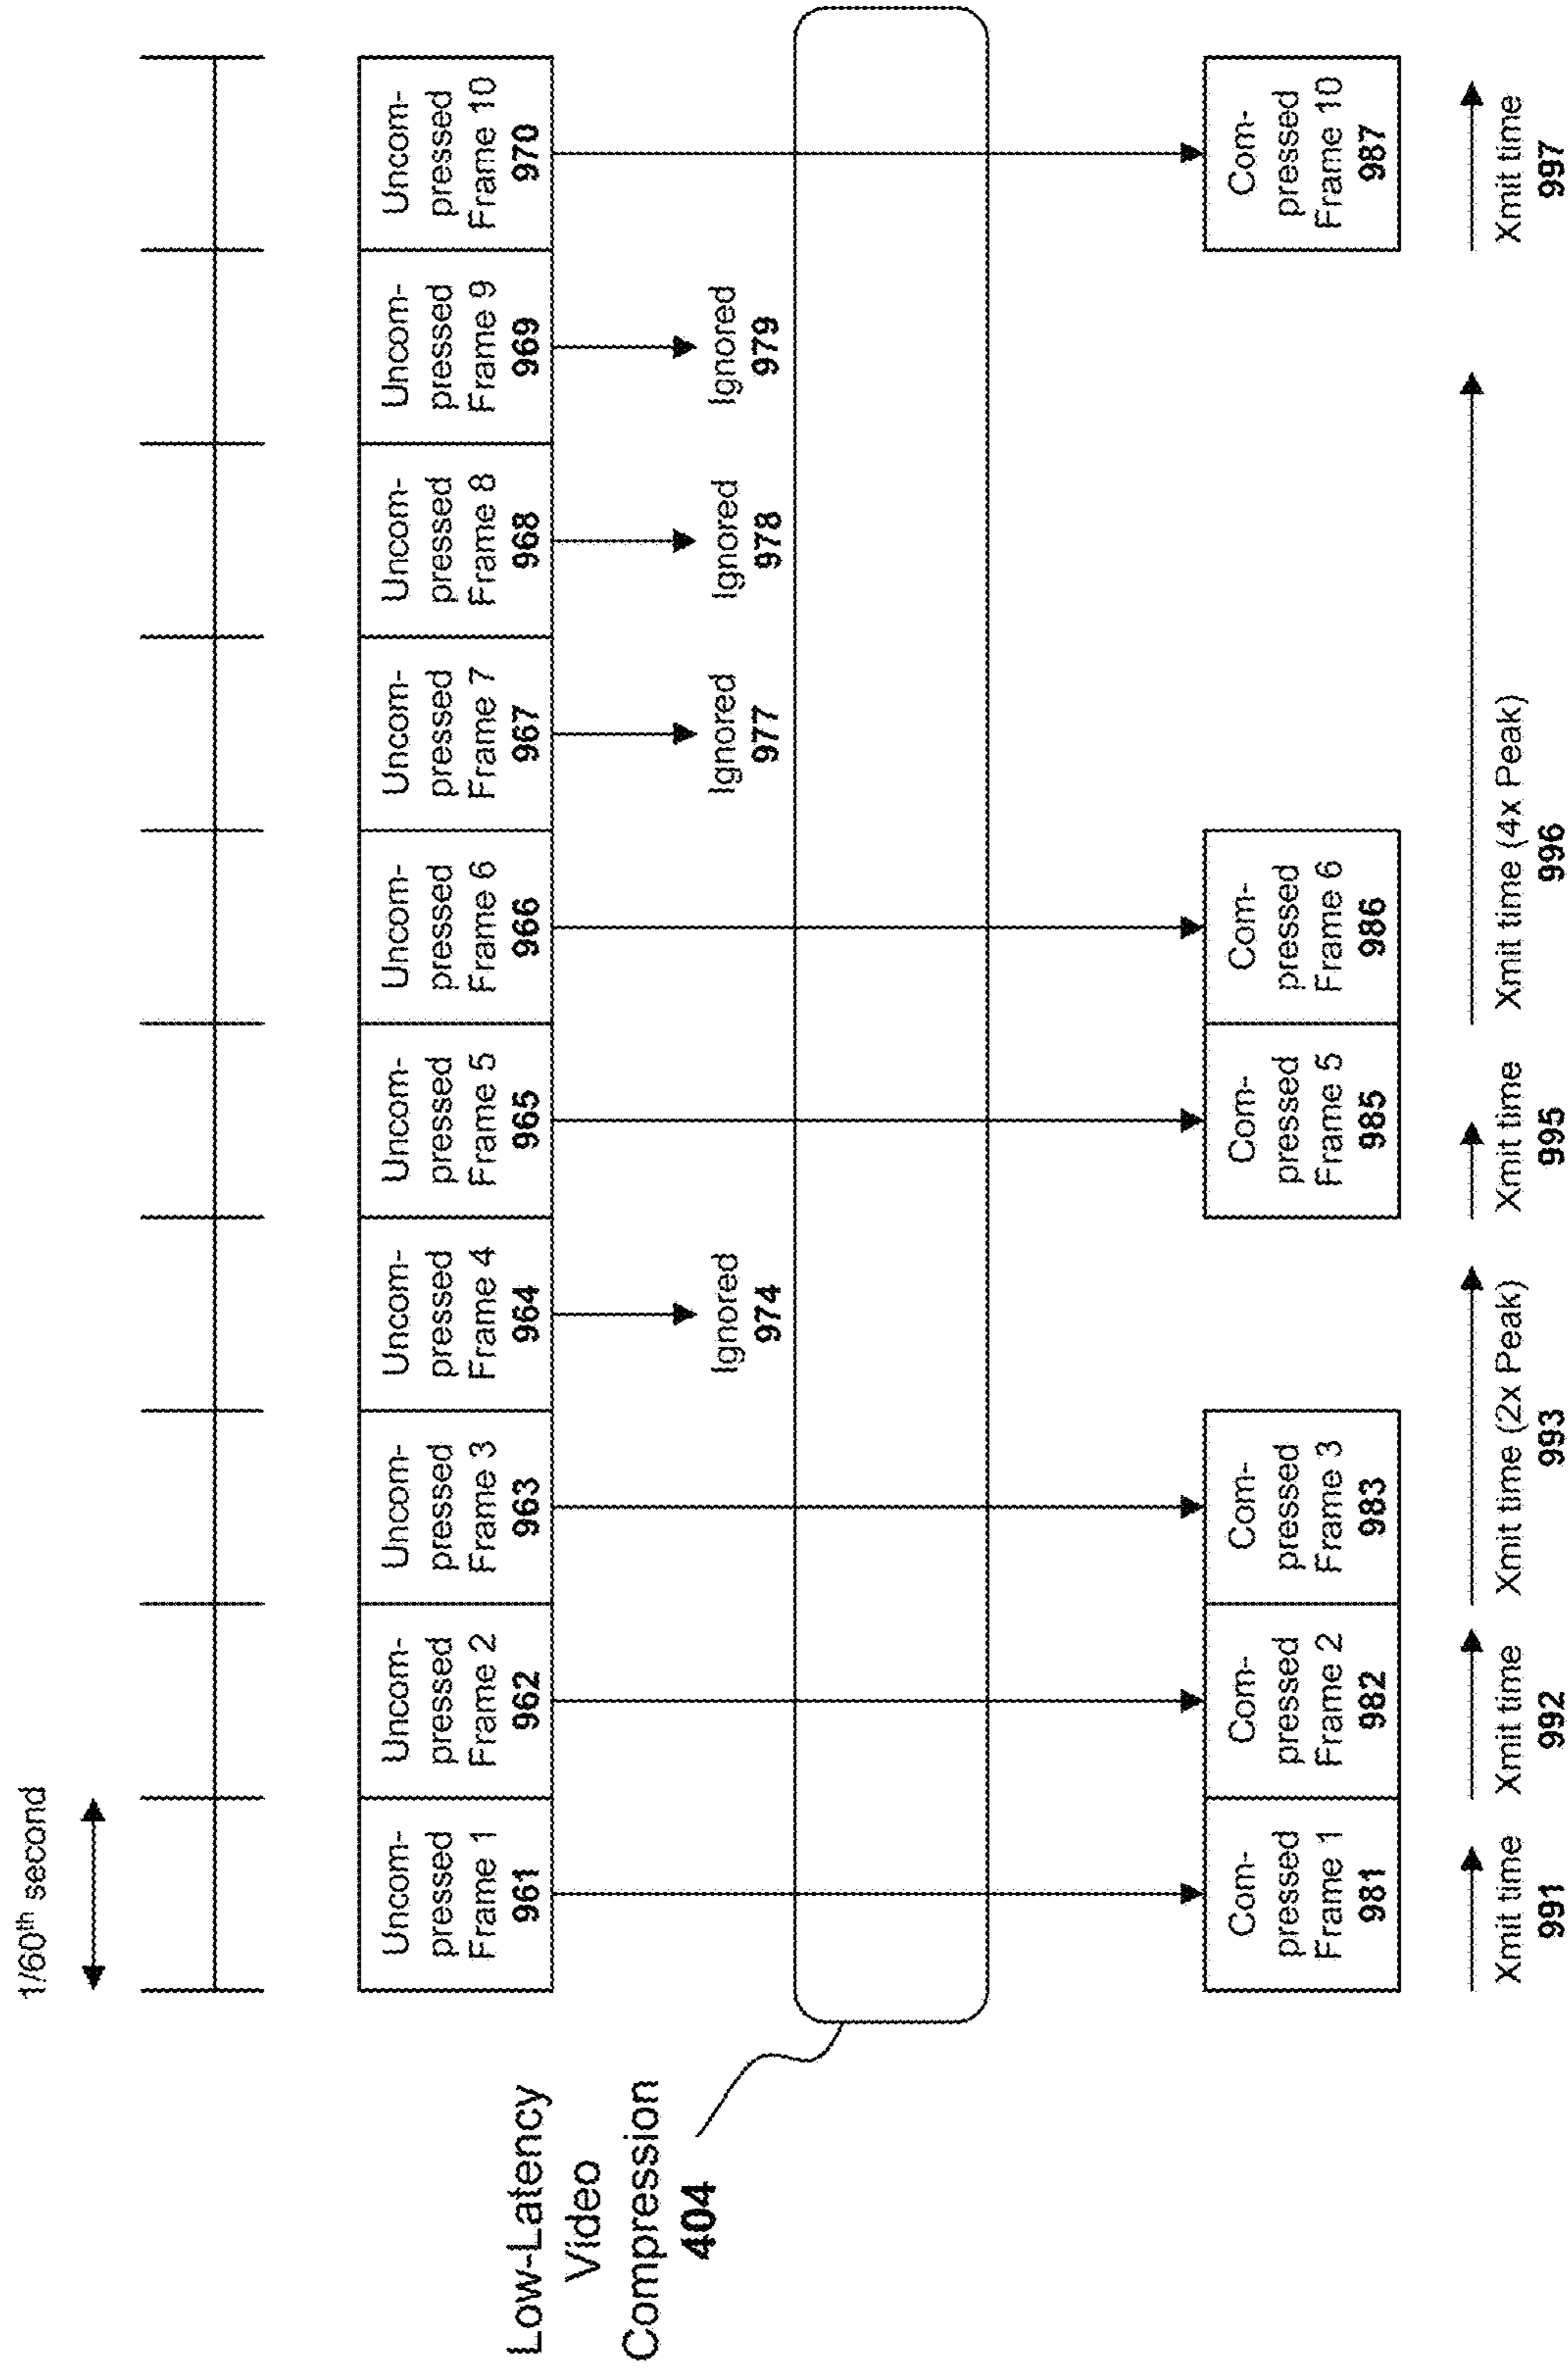 1/60th second
Uncom-
pressed
Frame 1
961
Uncom-
pressed
Frame 2
962
Uncom-
pressed
Frame 3
963
Uncom-
pressed
Frame 4
964
Uncom-
pressed
Frame 5
965
Uncom-
pressed
Frame 6
966
Uncom-
pressed
Frame 7
967
Uncom-
pressed
Frame 8
968
Uncom-
pressed
Frame 9
969
Uncom-
pressed
Frame 10
970
Ignored
974
Ignored
977
Ignored
978
Ignored
979
Low-Latency
Video
Compression
404
Com-
pressed
Frame 1
981
Com-
pressed
Frame 2
982
Com-
pressed
Frame 3
983
Com-
pressed
Frame 5
985
Com-
pressed
Frame 6
986
Com-
pressed
Frame 10
987
Xmit time
991
Xmit time
992
Xmit time (2x Peak)
993
Xmit time
995
Xmit time (4x Peak)
996
Xmit time
997